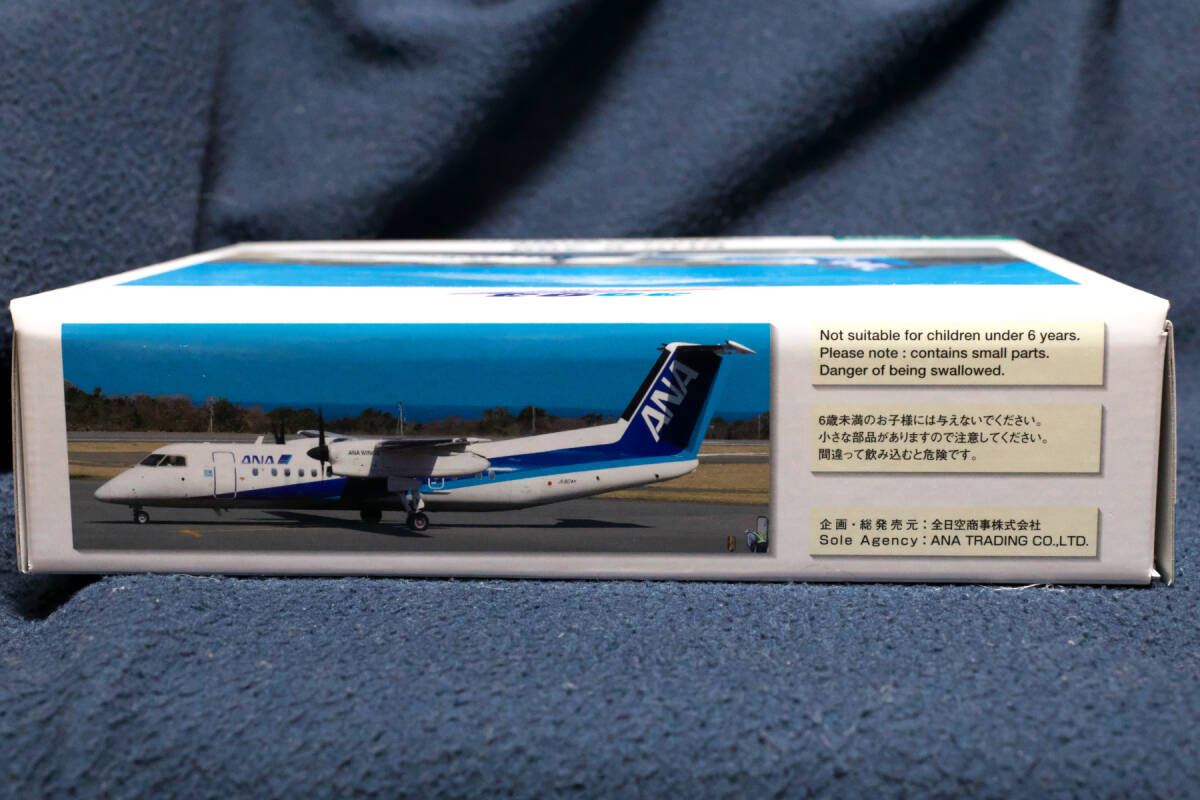 ANA
ANA WINGS
ANA
Not suitable for children under 6 years.
Please note : contains small parts.
Danger of being swallowed.
6歳未満のお子様には与えないでください。
小さな部品がありますので注意してください。
間違って飲み込むと危険です。
企画・総発売元：全日空商事株式会社
Sole Agency : ANA TRADING CO.,LTD.